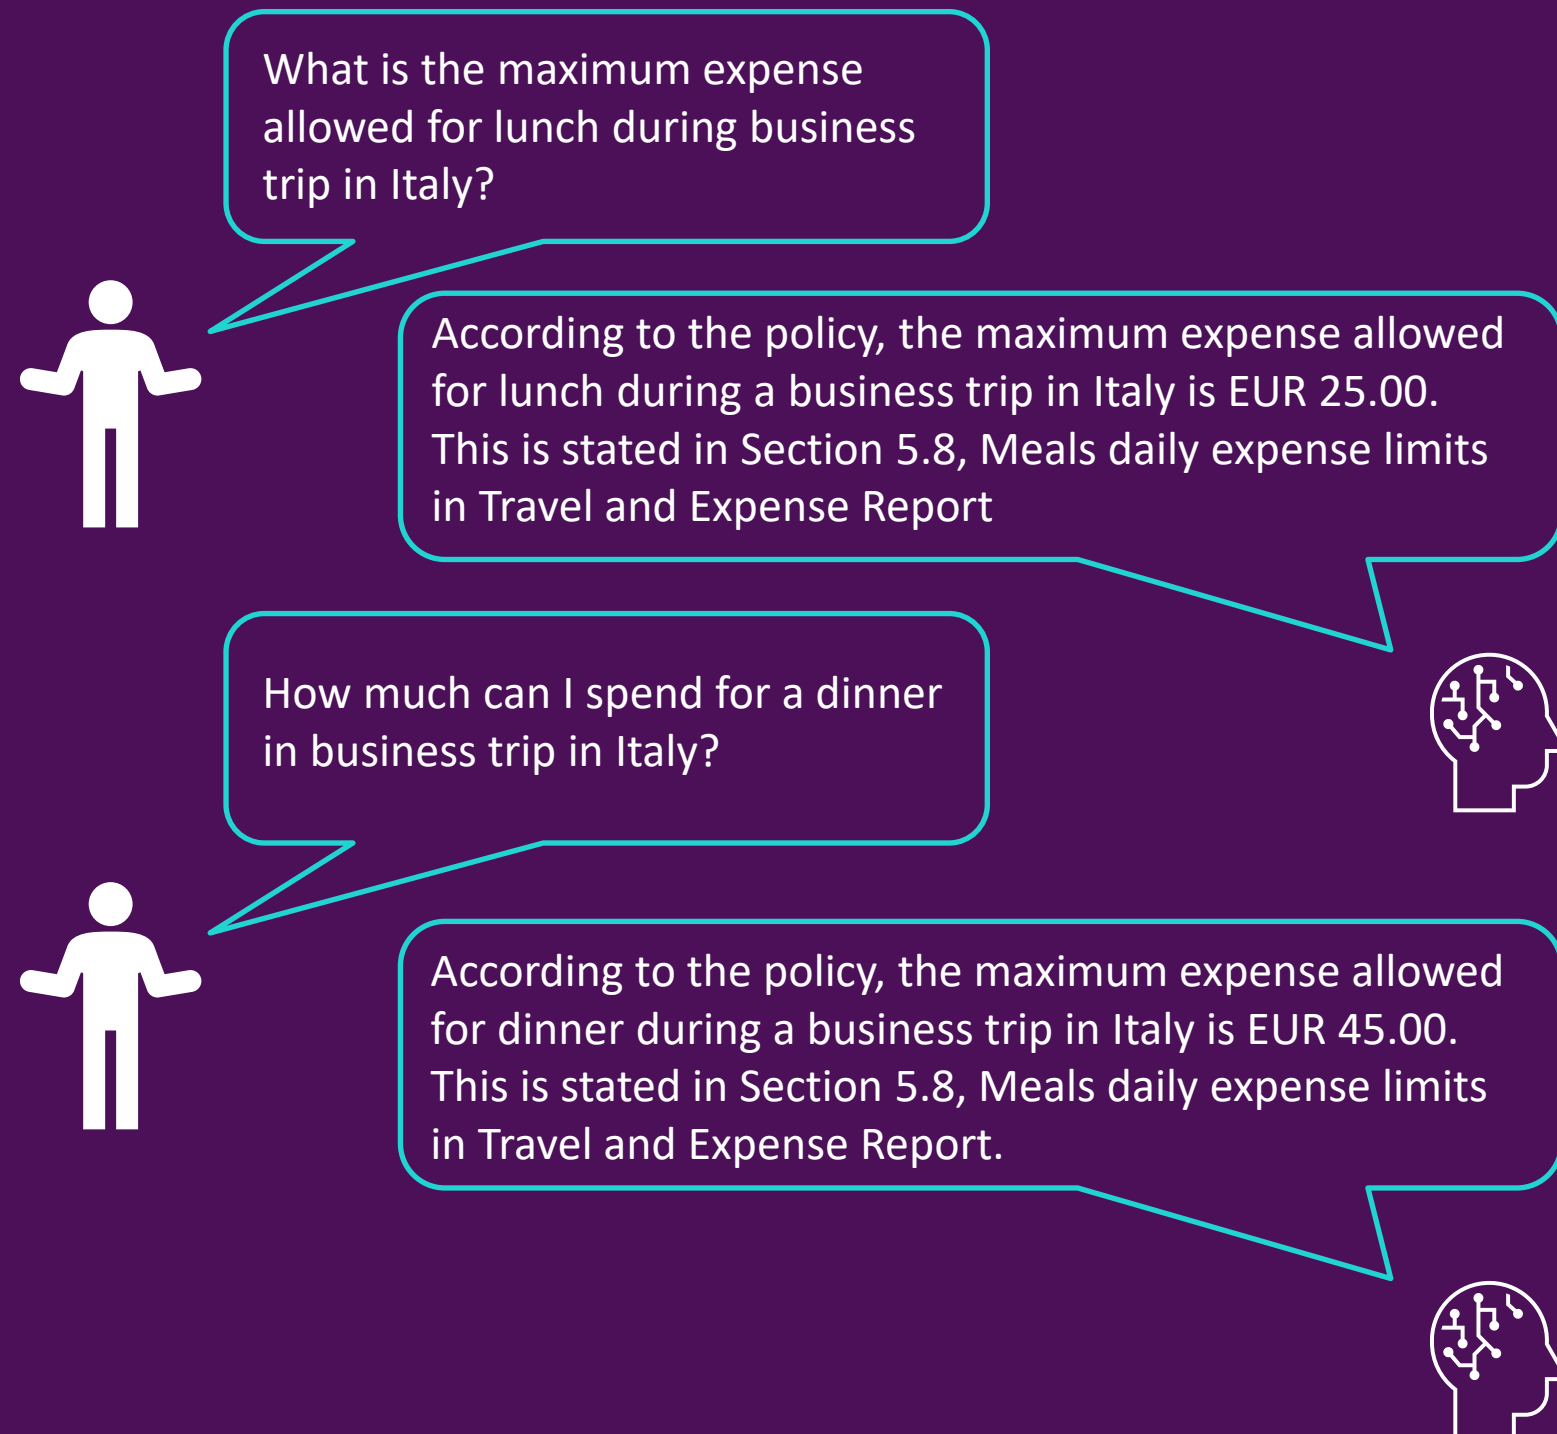 What is the maximum expense
allowed for lunch during business
trip in Italy?
According to the policy, the maximum expense allowed
for lunch during a business trip in Italy is EUR 25.00.
This is stated in Section 5.8, Meals daily expense limits
in Travel and Expense Report
How much can I spend for a dinner
in business trip in Italy?
According to the policy, the maximum expense allowed
for dinner during a business trip in Italy is EUR 45.00.
This is stated in Section 5.8, Meals daily expense limits
in Travel and Expense Report.